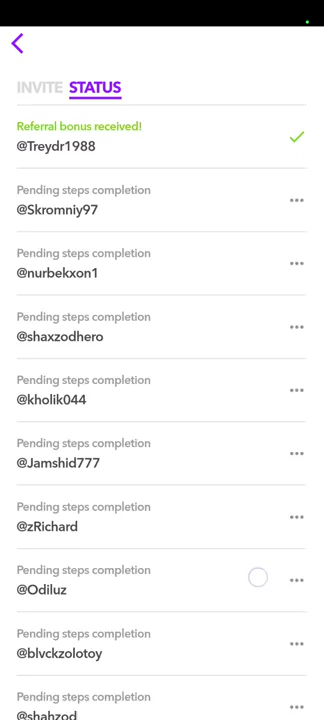 INVITE STATUS
Referral bonus received!
@Treydr1988
Pending steps completion
@Skromniy97
Pending steps completion
@nurbekxon1
Pending steps completion
@shaxzodhero
Pending steps completion
@kholik044
Pending steps completion
@Jamshid777
Pending steps completion
@zRichard
Pending steps completion
@Odiluz
Pending steps completion
@blvckzolotoy
Pending steps completion
@shahzod